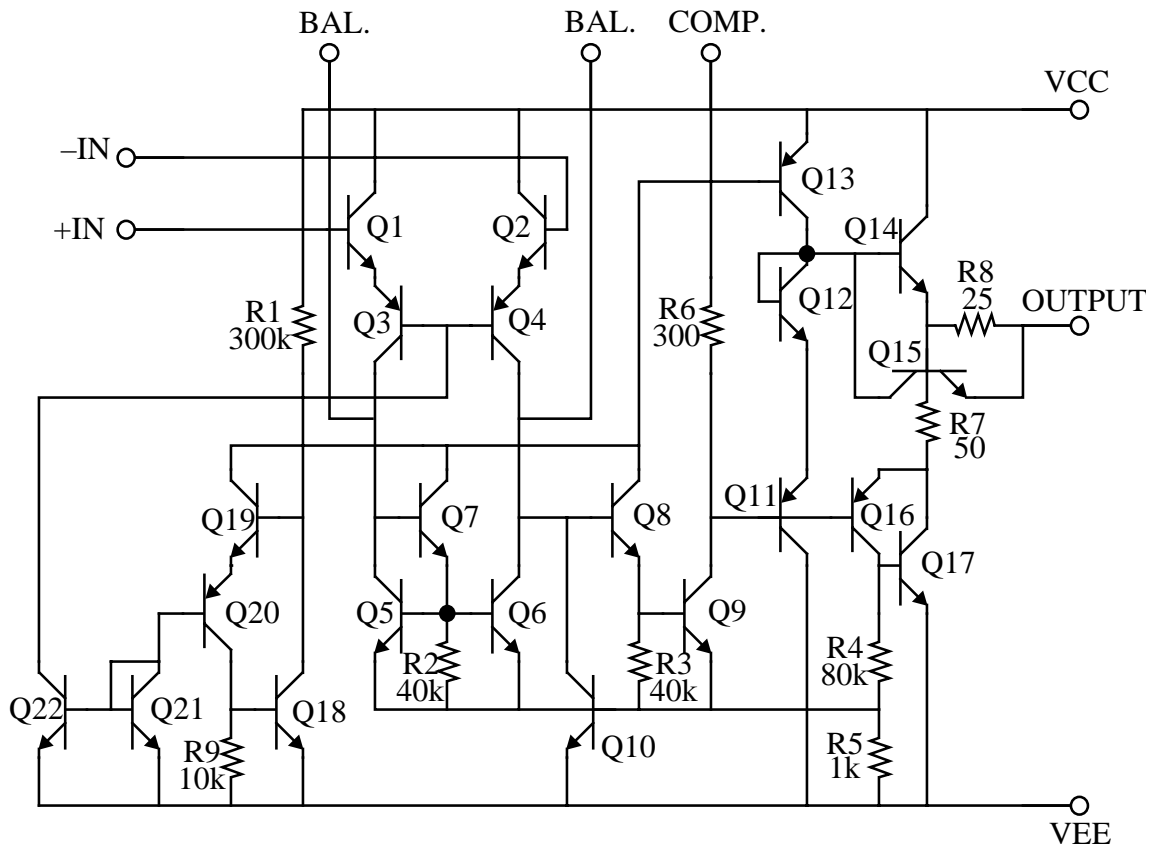 BAL.
BAL.
COMP.
VCC
–IN
+IN
Q1
Q2
Q13
Q14
R8
25
OUTPUT
R1
300k
Q3
Q4
R6
300
Q12
Q15
R7
50
Q19
Q7
Q8
Q11
Q16
Q17
Q20
Q5
Q6
Q9
R2
40k
R3
40k
R4
80k
Q22
Q21
Q18
R9
10k
Q10
R5
1k
VEE